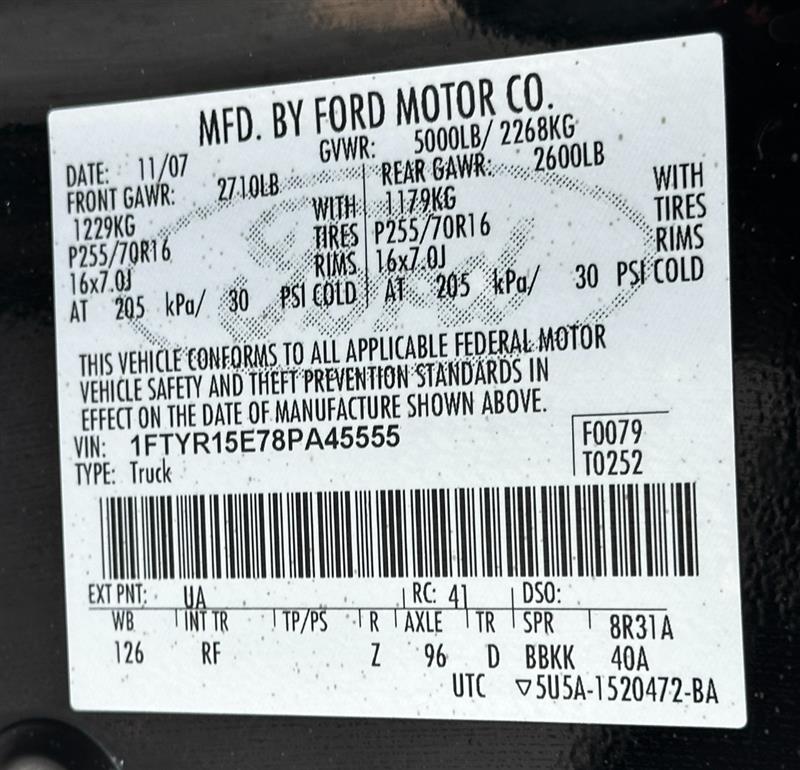 MFD. BY FORD MOTOR CO.
DATE: 11/07 GVWR: 5000LB/ 2268KG
FRONT GAWR: 2710LB REAR GAWR: 2600LB
1229KG WITH 1179KG WITH
P255/70R16 TIRES P255/70R16 TIRES
16x7.0J RIMS 16x7.0J RIMS
AT 205 kPa/ 30 PSI COLD AT 205 kPa/ 30 PSI COLD
Ford
THIS VEHICLE CONFORMS TO ALL APPLICABLE FEDERAL MOTOR
VEHICLE SAFETY AND THEFT PREVENTION STANDARDS IN
EFFECT ON THE DATE OF MANUFACTURE SHOWN ABOVE.
VIN: 1FTYR15E78PA45555 F0079
TYPE: Truck T0252
EXT PNT: UA RC: 41 DSO:
WB INT TR TP/PS R AXLE TR SPR 8R31A
126 RF Z 96 D BBKK 40A
UTC ▽5U5A-1520472-BA